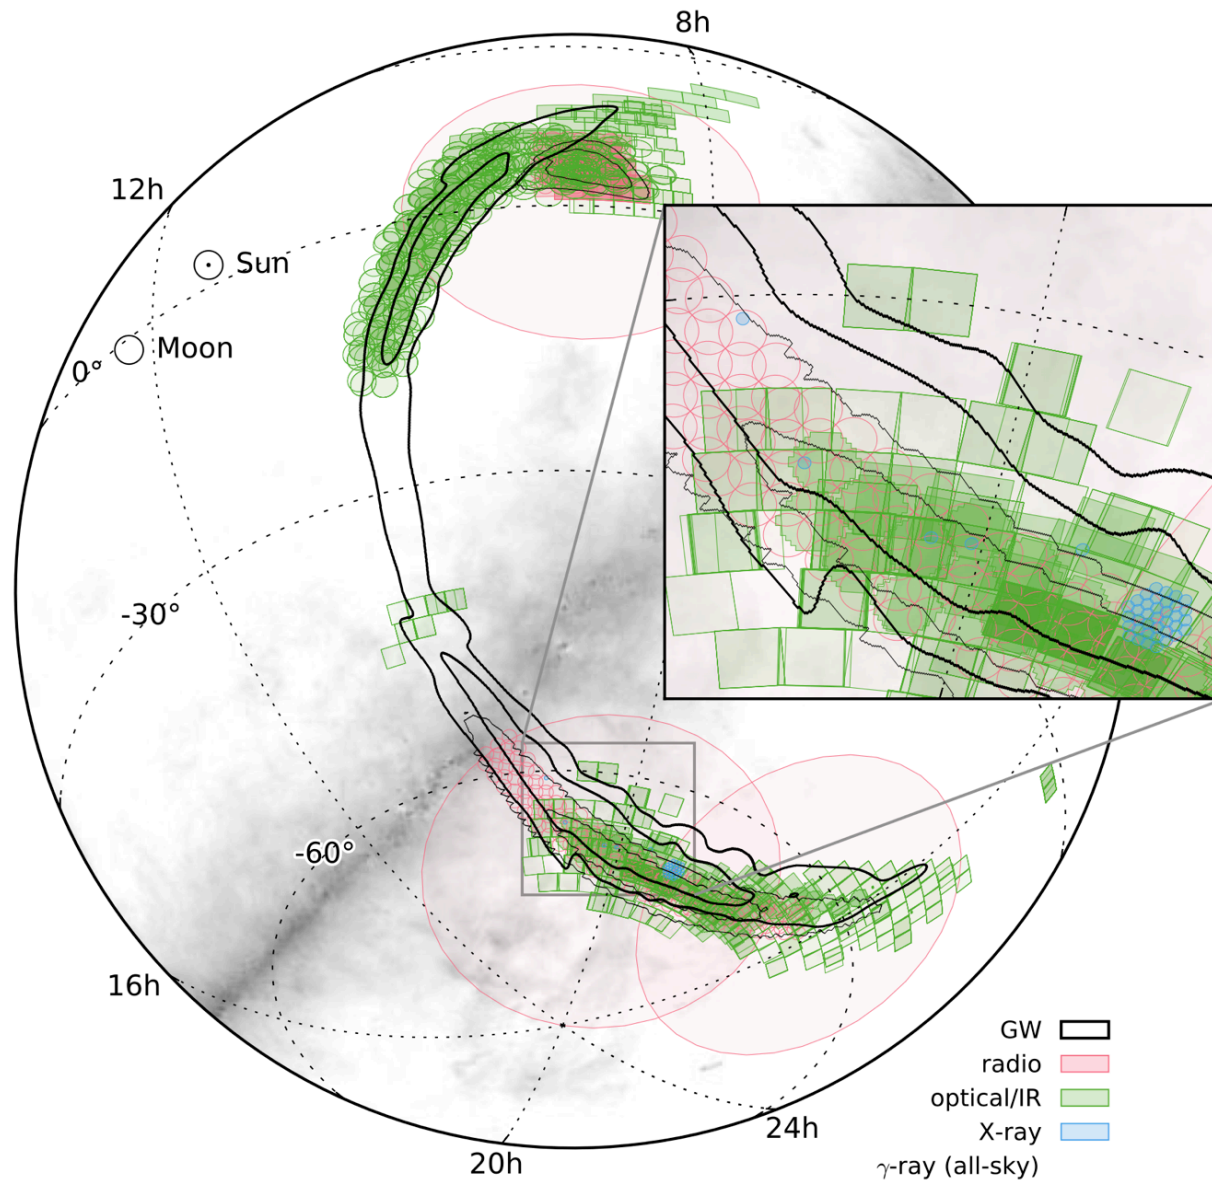 8h
12h
Sun
Moon
0°
-30°
-60°
16h
20h
24h
GW
radio
optical/IR
X-ray
γ-ray (all-sky)